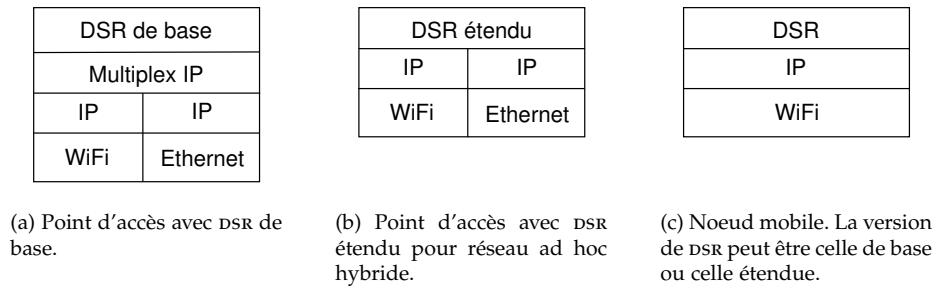 DSR de base
Multiplex IP
IP IP
WiFi Ethernet
(a) Point d'accès avec DSR de
base.
DSR étendu
IP IP
WiFi Ethernet
(b) Point d'accès avec DSR
étendu pour réseau ad hoc
hybride.
DSR
IP
WiFi
(c) Noeud mobile. La version
de DSR peut être celle de base
ou celle étendue.